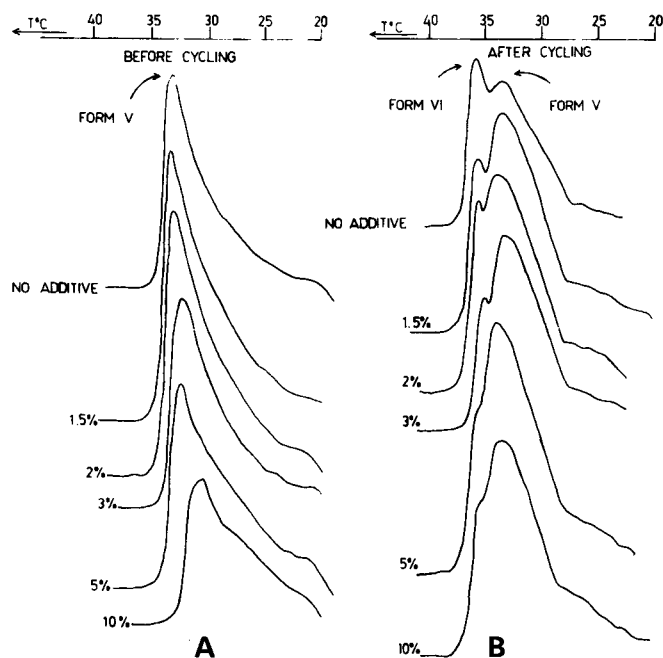 T°C 40 35 30 25 20
BEFORE CYCLING
FORM V
NO ADDITIVE
1.5%
2%
3%
5%
10%
A
T°C 40 35 30 25 20
AFTER CYCLING
FORM VI
FORM V
NO ADDITIVE
1.5%
2%
3%
5%
10%
B